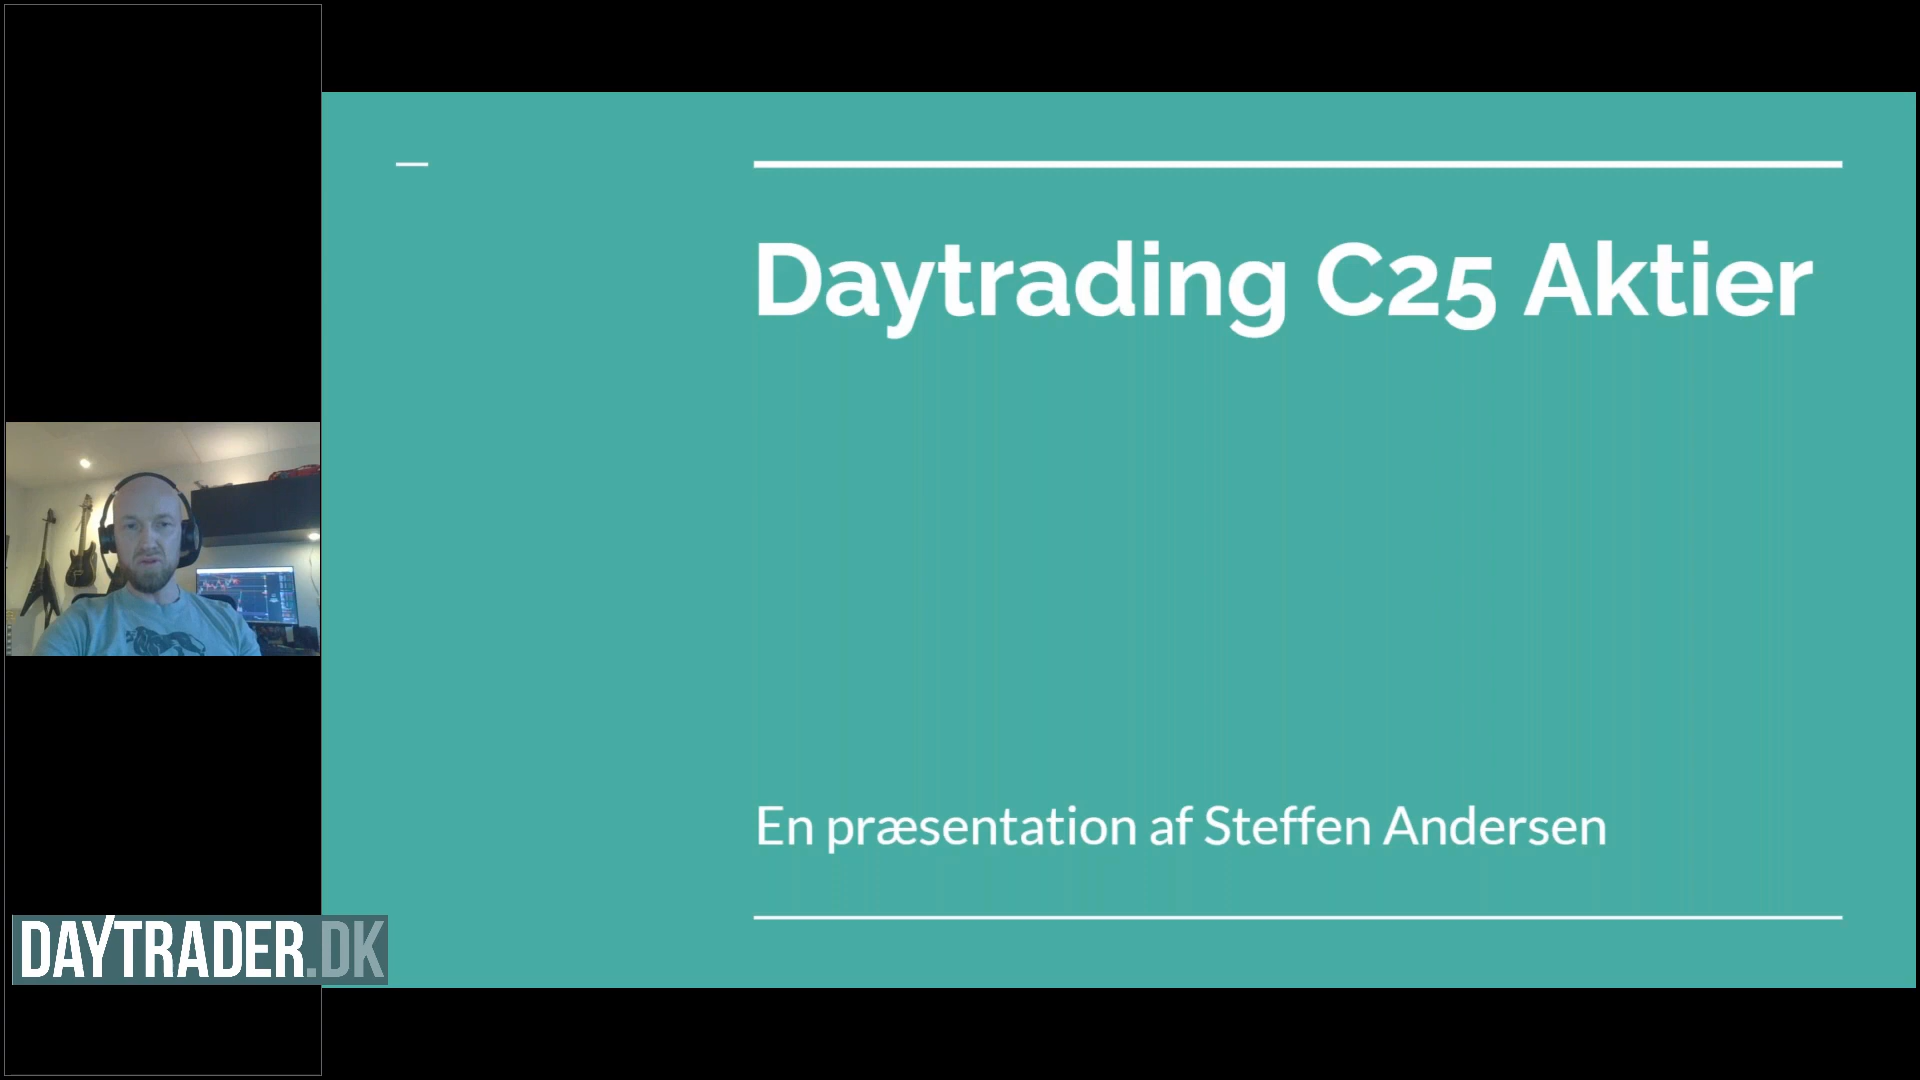 Daytrading C25 Aktier
En præsentation af Steffen Andersen
DAYTRADER.DK